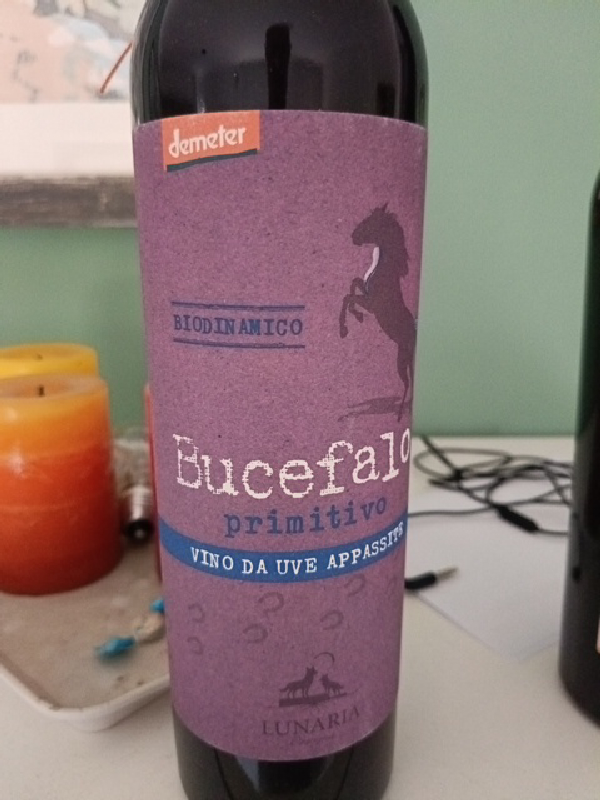 demeter
BIODINAMICO
Bucefalo
primitivo
VINO DA UVE APPASSITE
LUNARIA